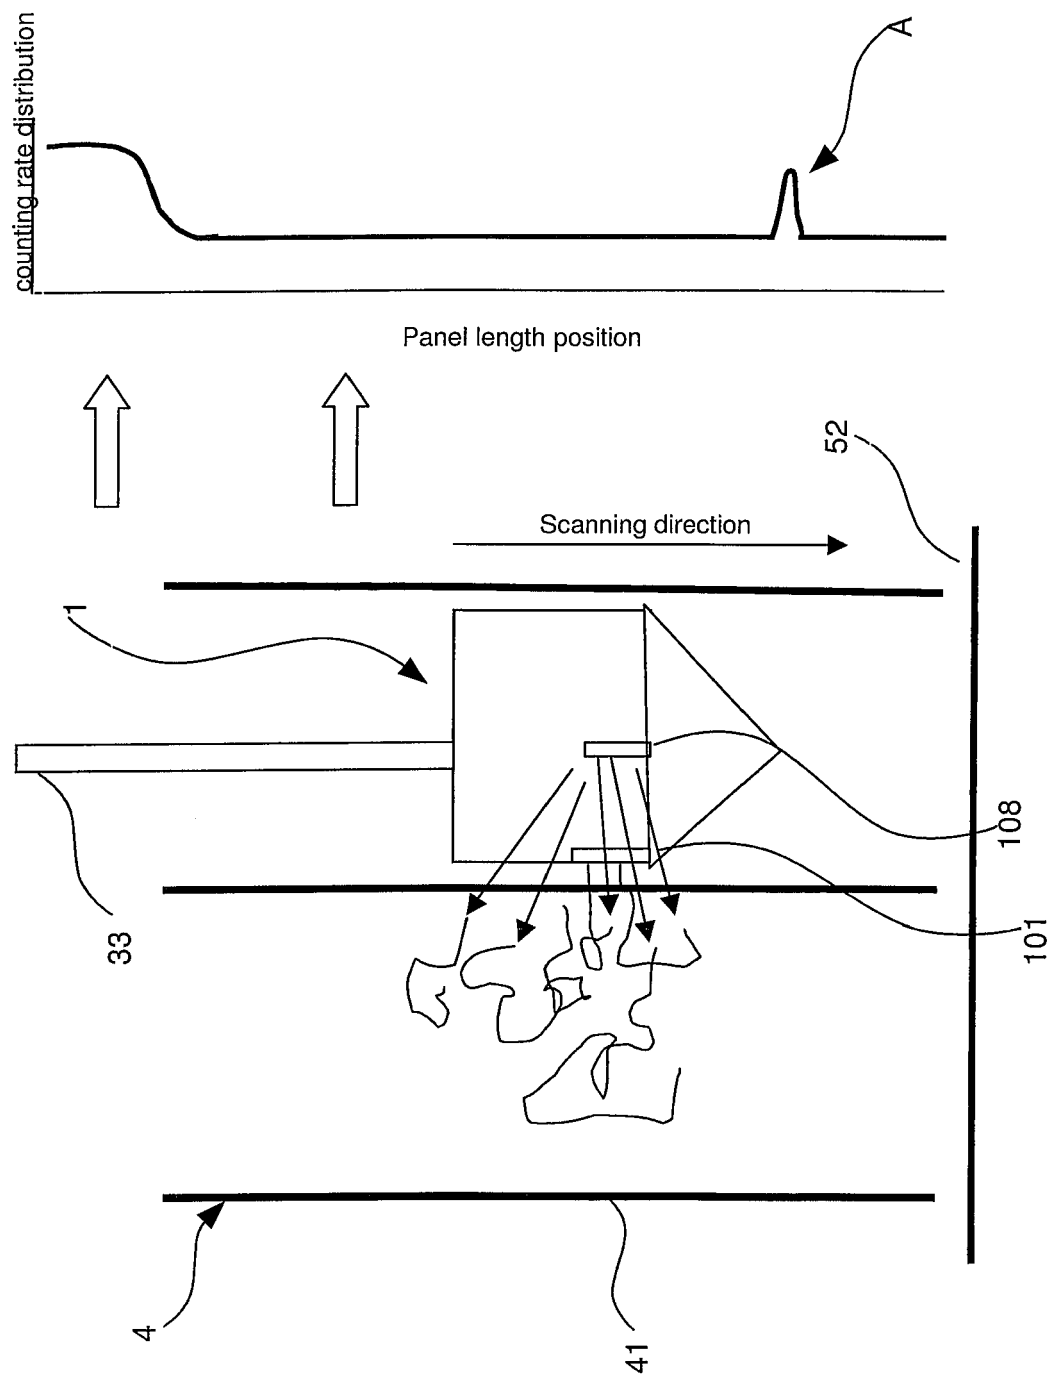 counting rate distribution
A
Panel length position
52
Scanning direction
1
108
33
101
4
41